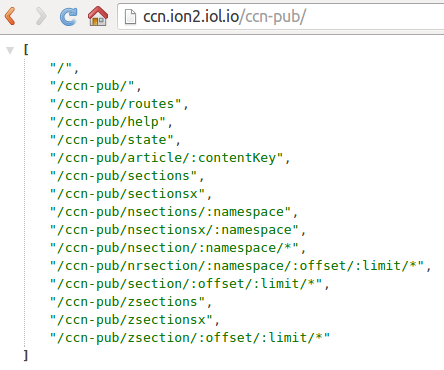 ccn.ion2.iol.io/ccn-pub/
[
"/",
"/ccn-pub/",
"/ccn-pub/routes",
"/ccn-pub/help",
"/ccn-pub/state",
"/ccn-pub/article/:contentKey",
"/ccn-pub/sections",
"/ccn-pub/sectionsx",
"/ccn-pub/nsections/:namespace",
"/ccn-pub/nsectionsx/:namespace",
"/ccn-pub/nsection/:namespace/*",
"/ccn-pub/nrsection/:namespace/:offset/:limit/*",
"/ccn-pub/section/:offset/:limit/*",
"/ccn-pub/zsections",
"/ccn-pub/zsectionsx",
"/ccn-pub/zsection/:offset/:limit/*"
]